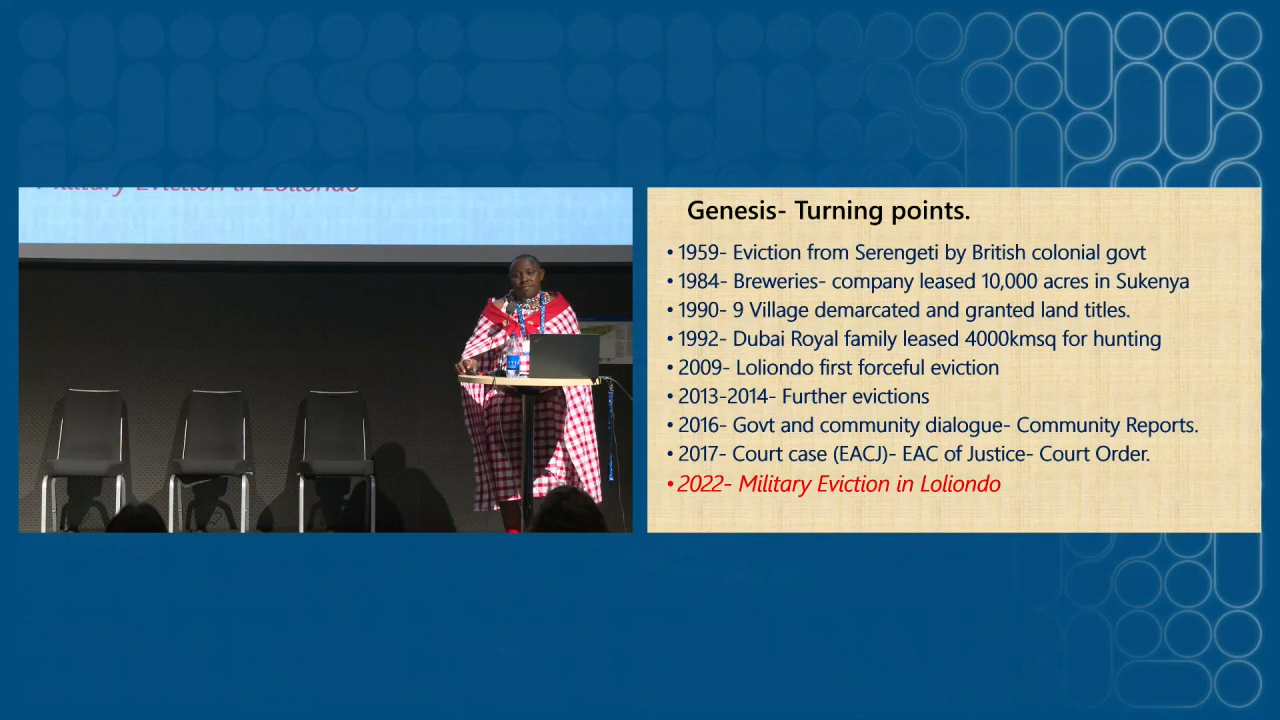 Military Eviction in Loliondo
Genesis- Turning points.
• 1959- Eviction from Serengeti by British colonial govt
• 1984- Breweries- company leased 10,000 acres in Sukenya
• 1990- 9 Village demarcated and granted land titles.
• 1992- Dubai Royal family leased 4000kmsq for hunting
• 2009- Loliondo first forceful eviction
• 2013-2014- Further evictions
• 2016- Govt and community dialogue- Community Reports.
• 2017- Court case (EACJ)- EAC of Justice- Court Order.
• 2022- Military Eviction in Loliondo